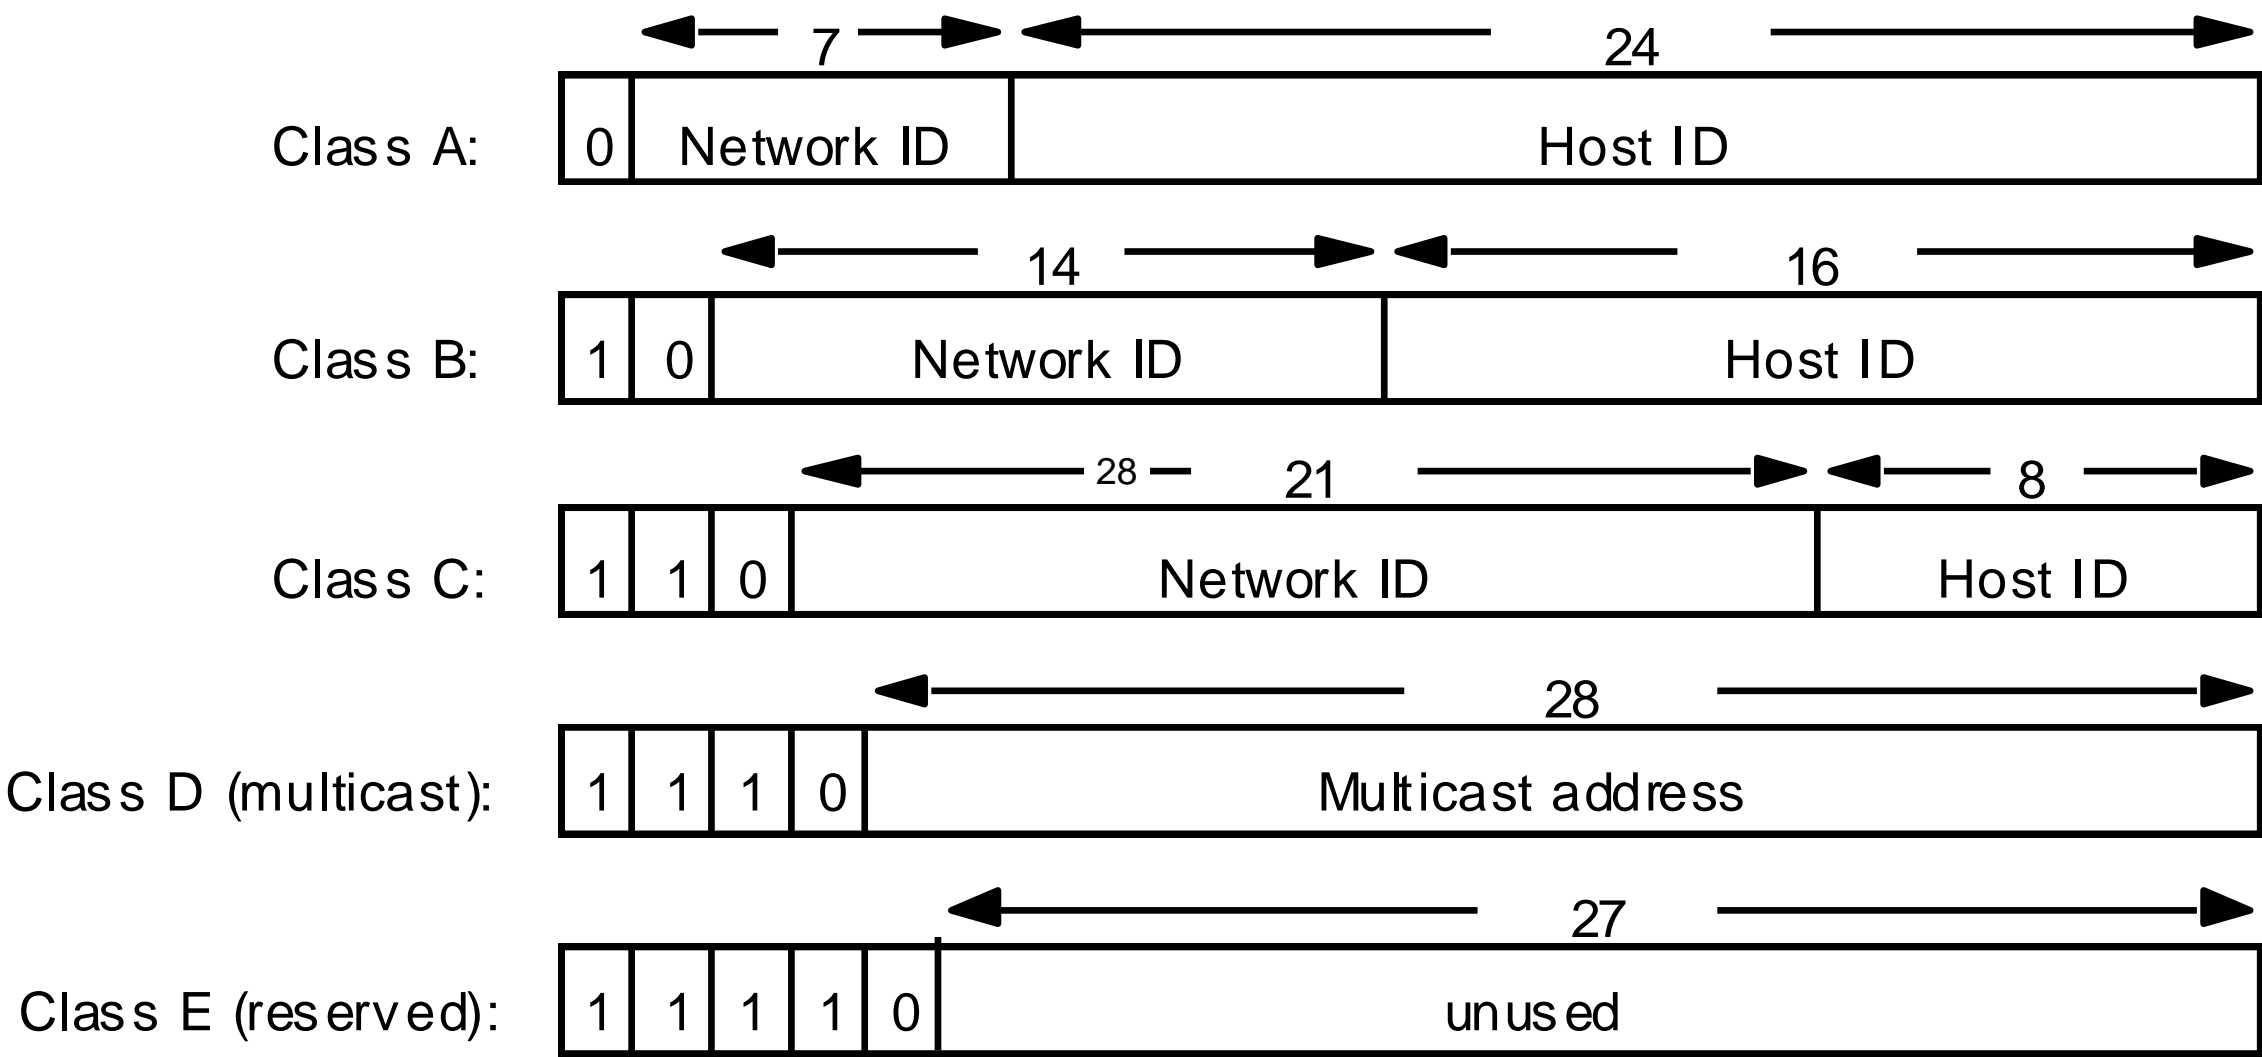 7 24
Class A: 0 Network ID Host ID
14 16
Class B: 1 0 Network ID Host ID
28 21 8
Class C: 1 1 0 Network ID Host ID
28
Class D (multicast): 1 1 1 0 Multicast address
27
Class E (reserved): 1 1 1 1 0 unused